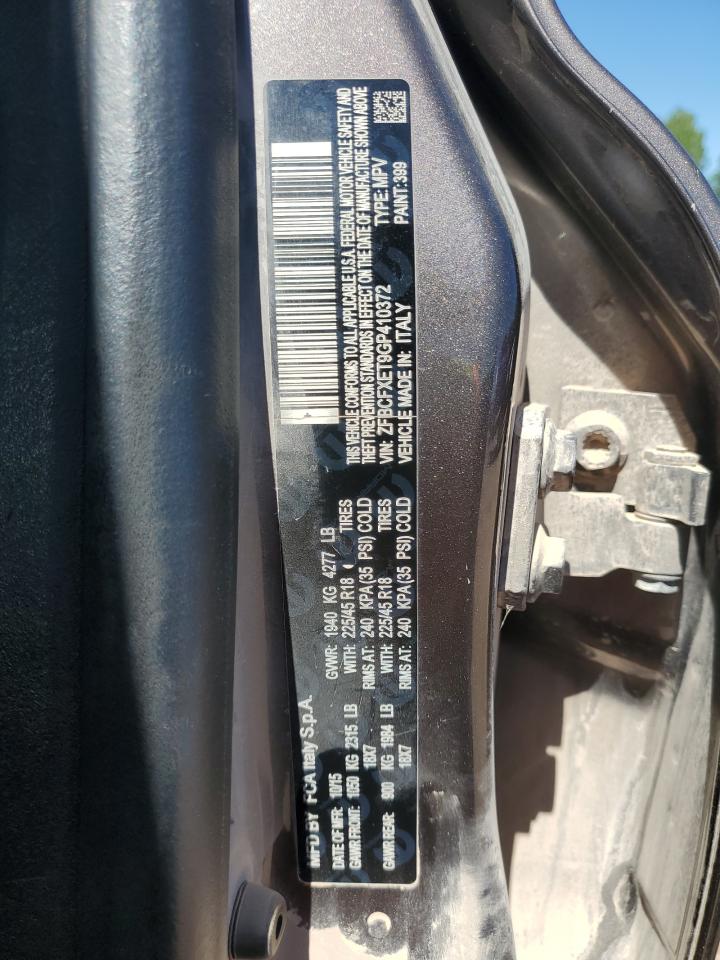 MFD BY FCA Italy S.p.A.
DATE OF MFR: 10/15 GVWR: 1940 KG 4277 LB
GAWR FRONT: 1050 KG 2315 LB WITH: 225/45 R18 TIRES
18X7 RIMS AT: 240 KPA(35 PSI) COLD
GAWR REAR: 900 KG 1984 LB WITH: 225/45 R18 TIRES
18X7 RIMS AT: 240 KPA(35 PSI) COLD
THIS VEHICLE CONFORMS TO ALL APPLICABLE U.S.A. FEDERAL MOTOR VEHICLE SAFETY AND
THEFT PREVENTION STANDARDS IN EFFECT ON THE DATE OF MANUFACTURE SHOWN ABOVE
VIN: ZFBCFXET9GP410372 TYPE: MPV
VEHICLE MADE IN: ITALY PAINT: 399